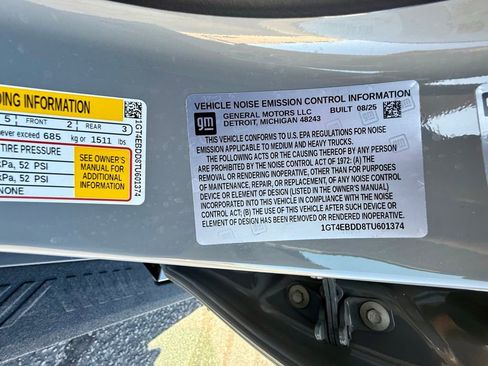 DING INFORMATION
5 FRONT 2 REAR 3
ever exceed 685 kg or 1511 lbs
TIRE PRESSURE
kPa, 52 PSI
kPa, 52 PSI
NONE
SEE OWNER'S
MANUAL FOR
ADDITIONAL
INFORMATION
1GT4EBDD8TU601374
VEHICLE NOISE EMISSION CONTROL INFORMATION
gm
GENERAL MOTORS LLC BUILT 08/25
DETROIT, MICHIGAN 48243
THIS VEHICLE CONFORMS TO U.S. EPA REGULATIONS FOR NOISE
EMISSION APPLICABLE TO MEDIUM AND HEAVY TRUCKS.
THE FOLLOWING ACTS OR THE CAUSING THEREOF BY ANY PERSON
ARE PROHIBITED BY THE NOISE CONTROL ACT OF 1972: (A) THE
REMOVAL OR RENDERING INOPERATIVE, OTHER THAN FOR PURPOSES
OF MAINTENANCE, REPAIR, OR REPLACEMENT, OF ANY NOISE CONTROL
DEVICE OR ELEMENT OF DESIGN (LISTED IN THE OWNER'S MANUAL)
INCORPORATED INTO THIS VEHICLE IN COMPLIANCE WITH THE NOISE
CONTROL ACT; (B) THE USE OF THIS VEHICLE AFTER SUCH DEVICE OR
ELEMENT OF DESIGN HAS BEEN REMOVED OR RENDERED INOPERATIVE.
1GT4EBDD8TU601374